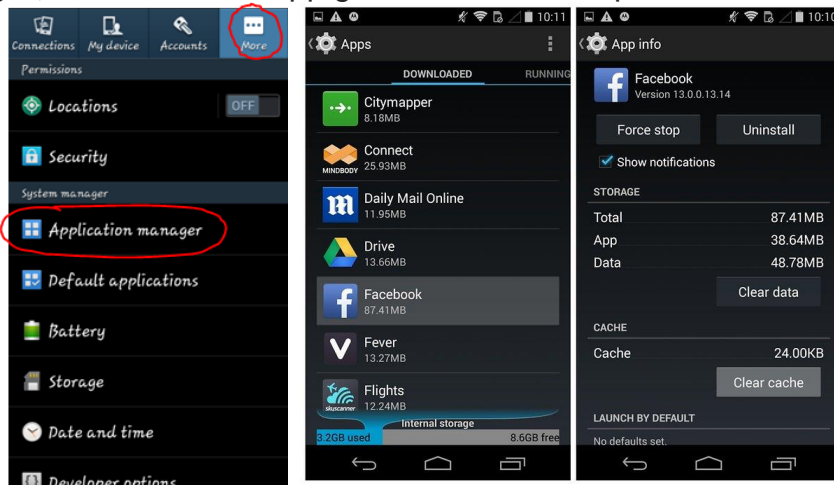 Connections My device Accounts More
Permissions
Locations OFF
Security
System manager
Application manager
Default applications
Battery
Storage
Date and time
Developer options
10:11
Apps
DOWNLOADED RUNNING
Citymapper
8.18MB
Connect
MINDBODY 25.93MB
Daily Mail Online
11.95MB
Drive
13.66MB
Facebook
87.41MB
Fever
13.27MB
Flights
skyscanner 12.24MB
Internal storage
3.2GB used 8.6GB free
10:10
App info
Facebook
Version 13.0.0.13.14
Force stop Uninstall
Show notifications
STORAGE
Total 87.41MB
App 38.64MB
Data 48.78MB
Clear data
CACHE
Cache 24.00KB
Clear cache
LAUNCH BY DEFAULT
No defaults set.